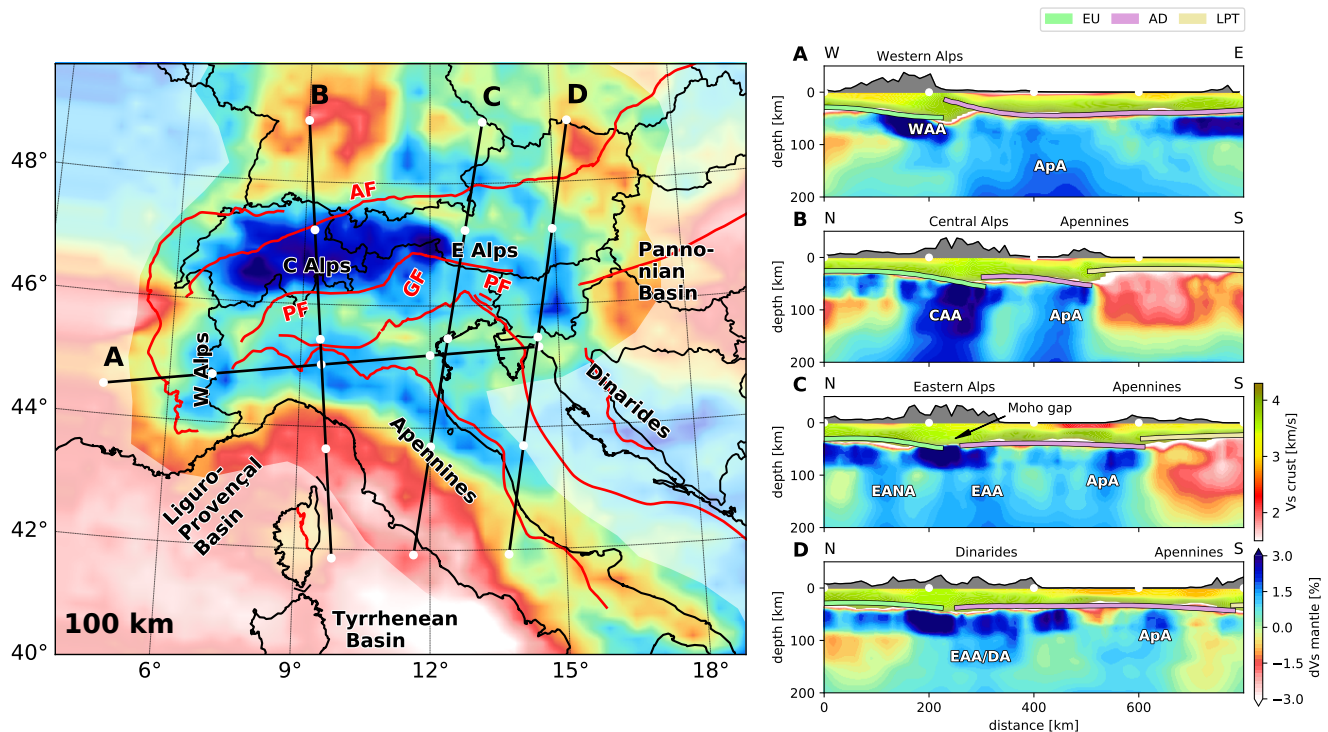 EU AD LPT
A
B
C
D
AF
C Alps
E Alps
GF
PF
PF
W Alps
Panno-
nian
Basin
Dinarides
Apennines
Liguro-
Provençal
Basin
Tyrrhenean
Basin
100 km
48°
46°
44°
42°
40°
6° 9° 12° 15° 18°
A W Western Alps E
0
100
200
depth [km]
WAA
ApA
B N Central Alps Apennines S
0
100
200
depth [km]
CAA
ApA
C N Eastern Alps Apennines S
Moho gap
0
100
200
depth [km]
EANA
EAA
ApA
D N Dinarides Apennines S
0
100
200
depth [km]
EAA/DA
ApA
0 200 400 600
distance [km]
4
3
2
Vs crust [km/s]
3.0
1.5
0.0
−1.5
−3.0
dVs mantle [%]